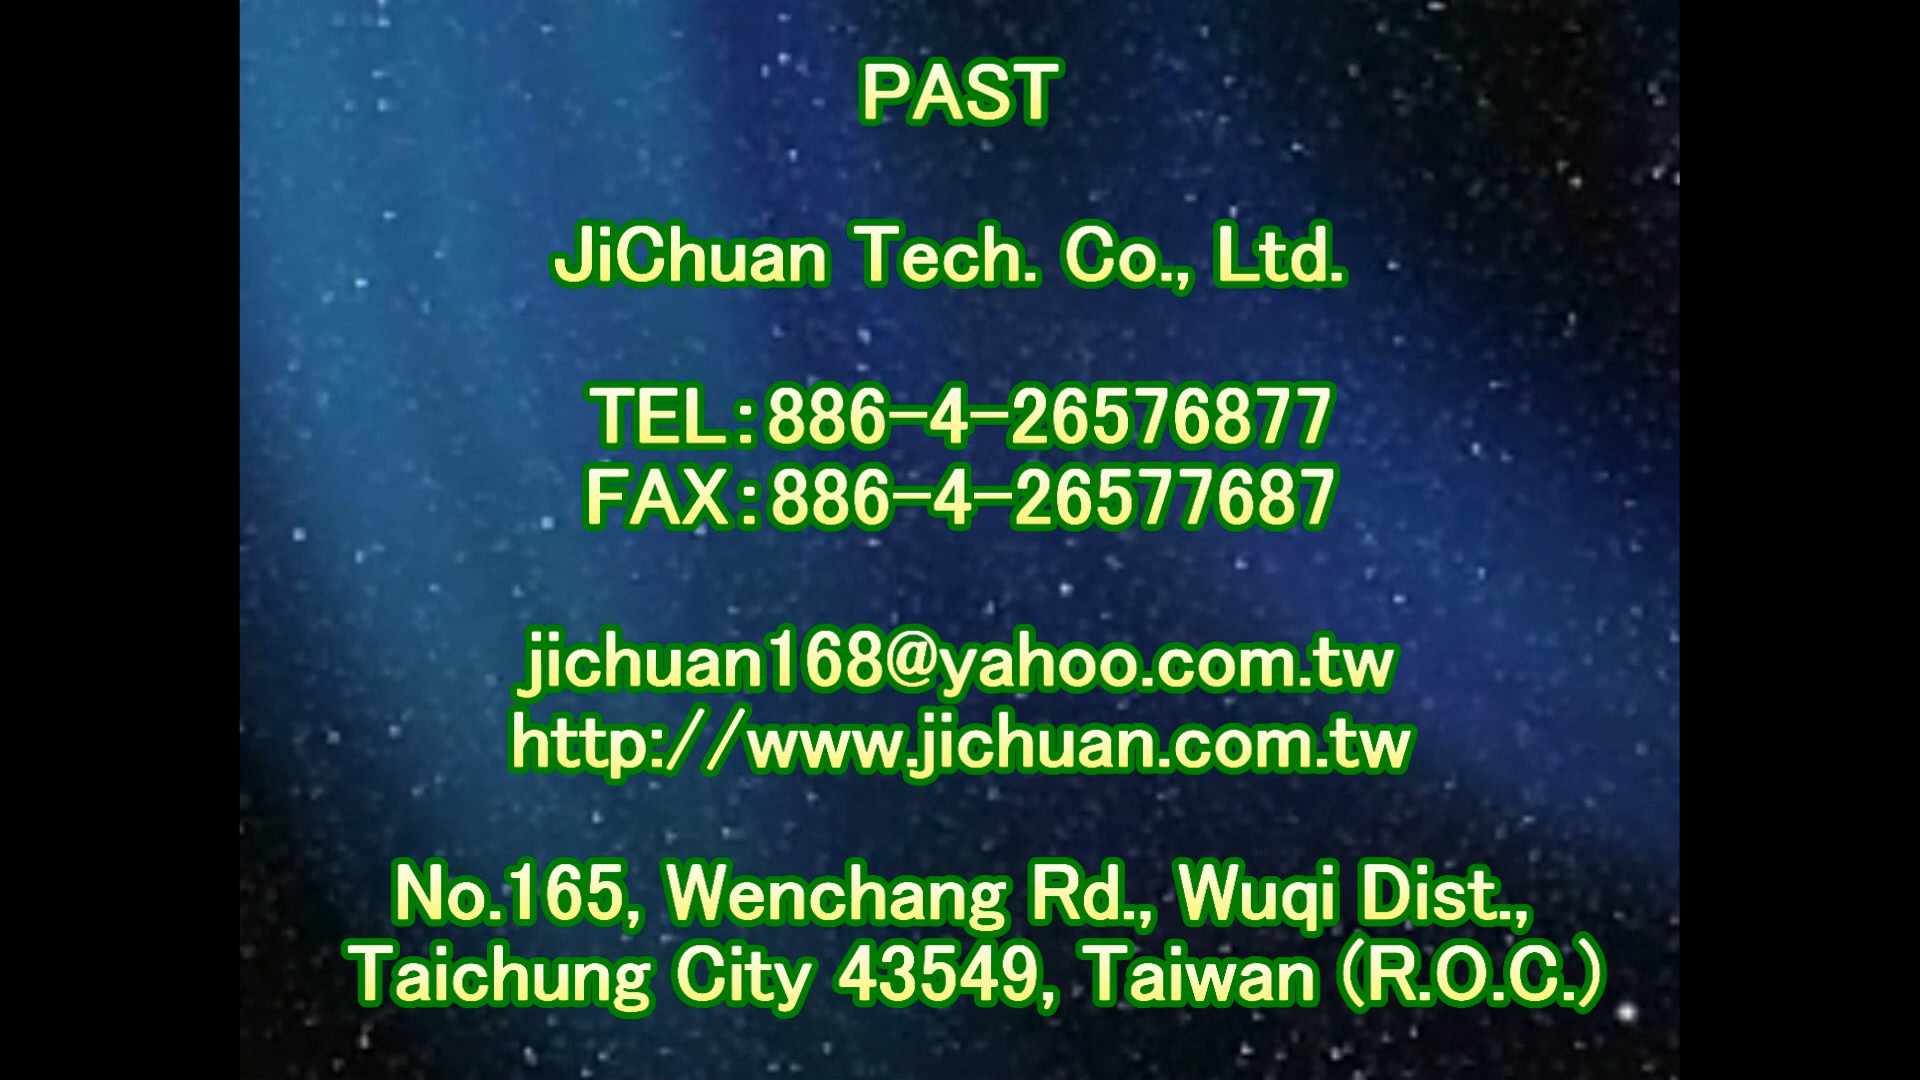 PAST
JiChuan Tech. Co., Ltd.
TEL:886-4-26576877
FAX:886-4-26577687
jichuan168@yahoo.com.tw
http://www.jichuan.com.tw
No.165, Wenchang Rd., Wuqi Dist.,
Taichung City 43549, Taiwan (R.O.C.)